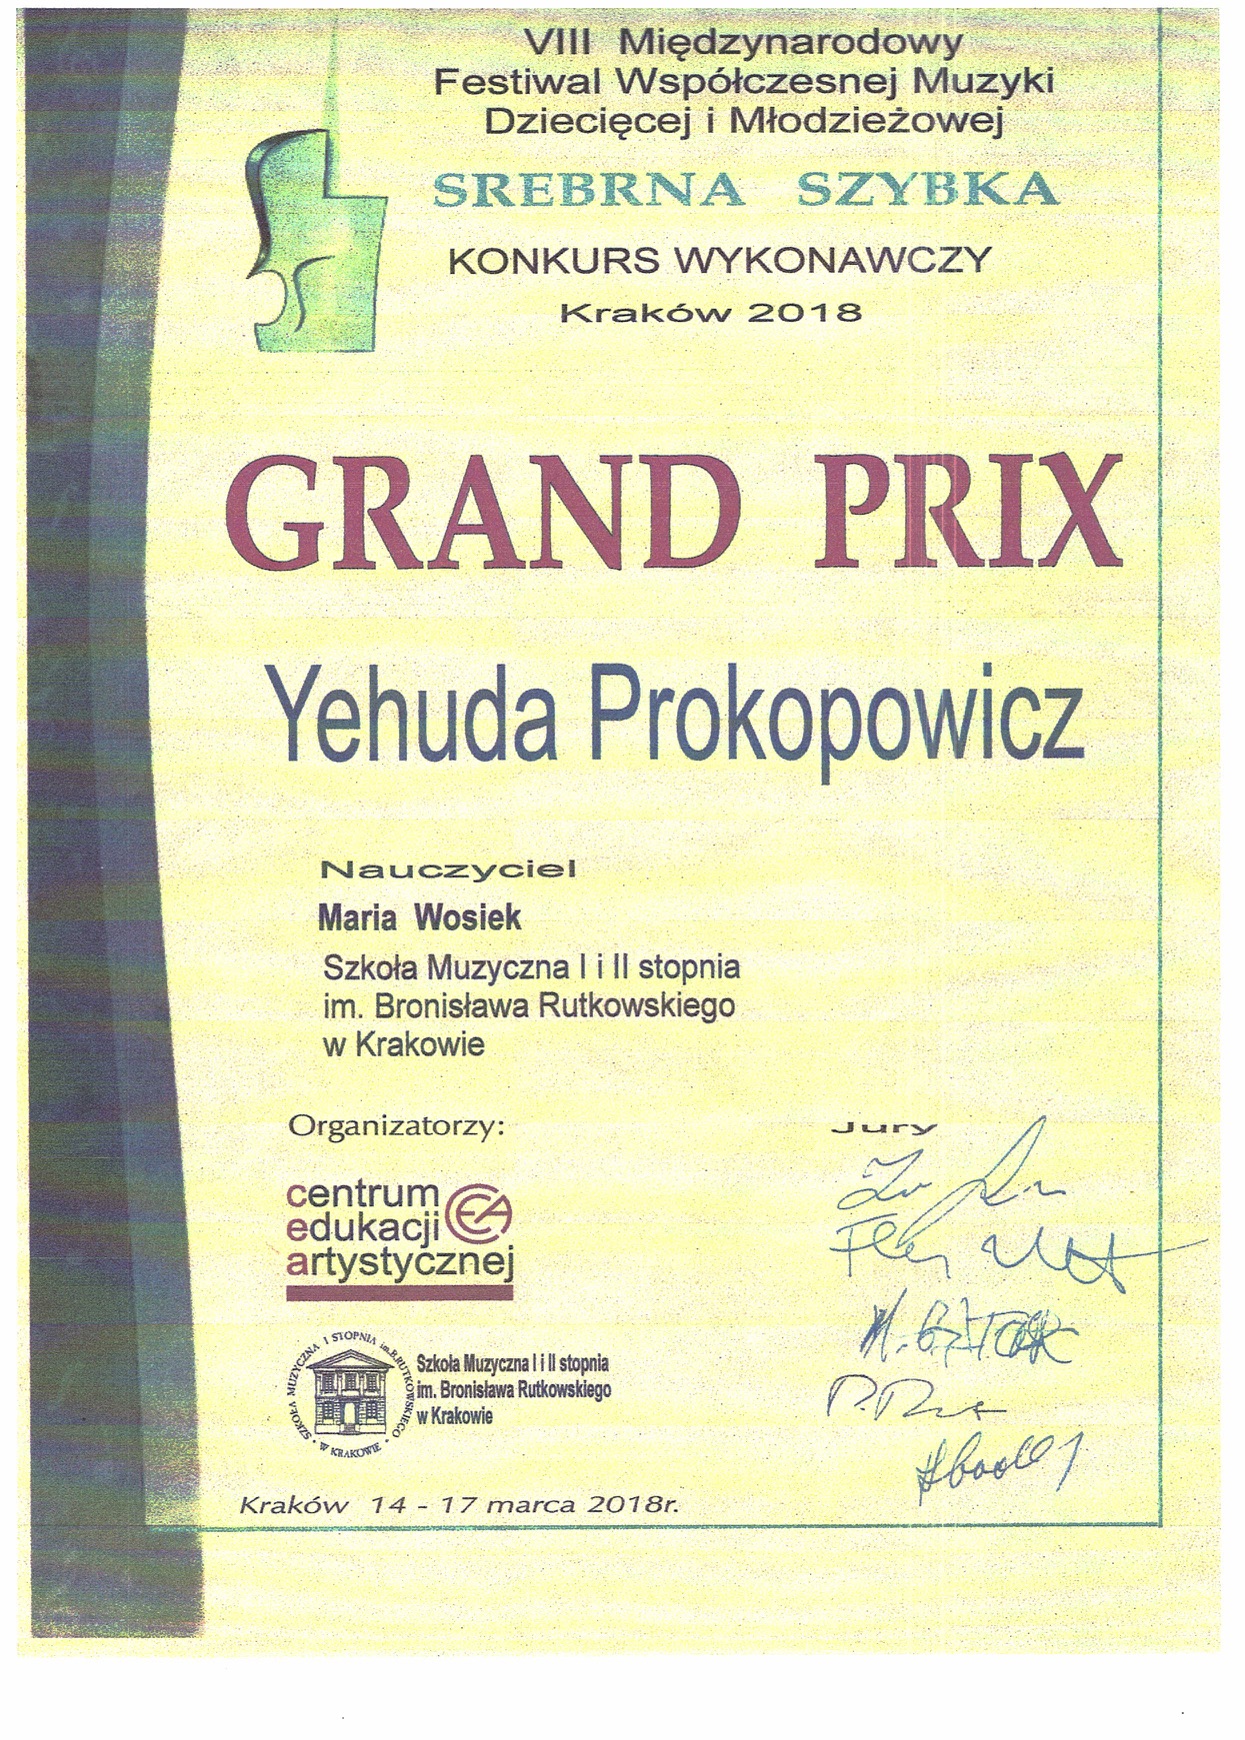 VIII Międzynarodowy
Festiwal Współczesnej Muzyki
Dziecięcej i Młodzieżowej
SREBRNA SZYBKA
KONKURS WYKONAWCZY
Kraków 2018
GRAND PRIX
Yehuda Prokopowicz
Nauczyciel
Maria Wosiek
Szkoła Muzyczna I i II stopnia
im. Bronisława Rutkowskiego
w Krakowie
Organizatorzy:
centrum
edukacji
artystycznej
CEA
SZKOŁA MUZYCZNA I STOPNIA im.B.RUTKOWSKIEGO
• W KRAKOWIE •
Szkoła Muzyczna I i II stopnia
im. Bronisława Rutkowskiego
w Krakowie
Jury
Kraków 14 - 17 marca 2018r.